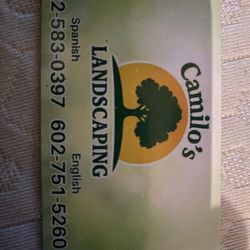 Camilo's
LANDSCAPING
Spanish English
2-583-0397 602-751-5260